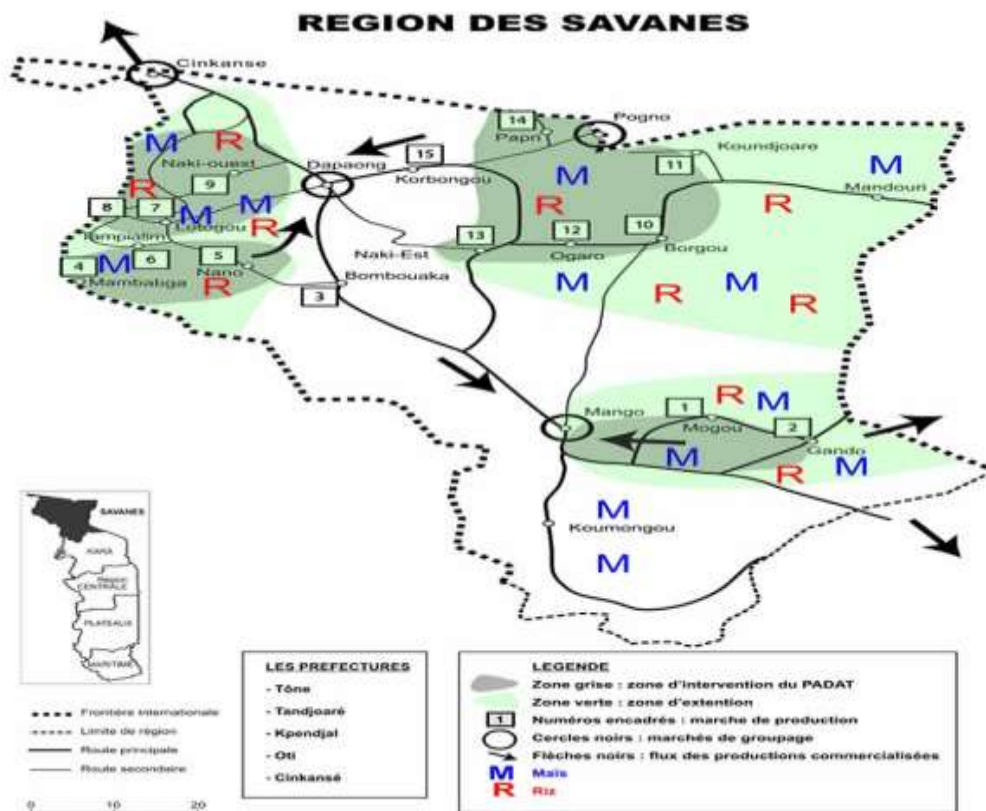 REGION DES SAVANES
Cinkanse
Pogno
14
Papri
M
R
15
11
Koundjoare
M
Naki-ouest
Dapaong
Korbongou
M
Mandouri
9
R
8
7
M
M
R
R
Lotogou
R
10
13
12
Tampialim
Naki-Est
Ogaro
Borgou
4
M
6
5
Nano
Bombouaka
M
R
M
R
Mambaliga
R
3
Mango
1
R
M
Mogou
2
Gando
M
R
M
M
Koumongou
M
SAVANES
KARA
Région
CENTRALE
PLATEAUX
MARITIME
LES PREFECTURES
- Tône
- Tandjoaré
- Kpendjal
- Oti
- Cinkansé
LEGENDE
Zone grise : zone d'intervention du PADAT
Zone verte : zone d'extention
1 Numéros encadrés : marche de production
Cercles noirs : marchés de groupage
Flèches noirs : flux des productions commercialisées
M Maïs
R Riz
Frontière internationale
Limite de région
Route principale
Route secondaire
0 10 20